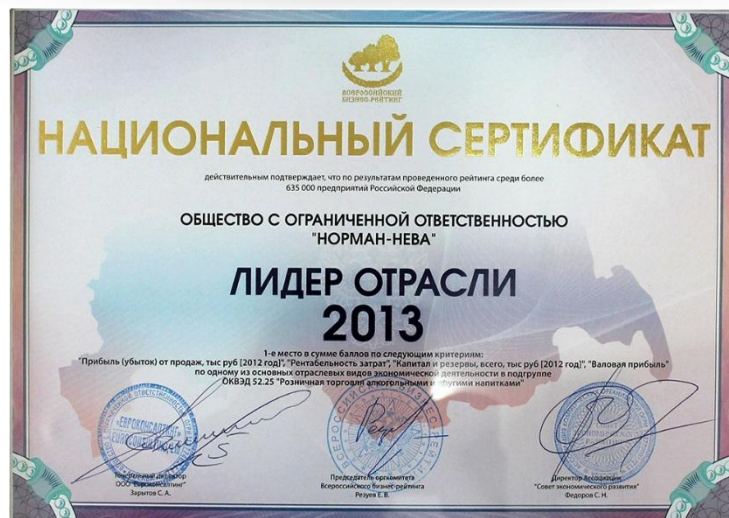 ВСЕРОССИЙСКИЙ
БИЗНЕС-РЕЙТИНГ
НАЦИОНАЛЬНЫЙ СЕРТИФИКАТ
действительным подтверждает, что по результатам проведенного рейтинга среди более
635 000 предприятий Российской Федерации
ОБЩЕСТВО С ОГРАНИЧЕННОЙ ОТВЕТСТВЕННОСТЬЮ
"НОРМАН-НЕВА"
ЛИДЕР ОТРАСЛИ
2013
1-е место в сумме баллов по следующим критериям:
"Прибыль (убыток) от продаж, тыс руб [2012 год]", "Рентабельность затрат", "Капитал и резервы, всего, тыс руб [2012 год]", "Валовая прибыль"
по одному из основных отраслевых видов экономической деятельности в подгруппе
ОКВЭД 52.25 "Розничная торговля алкогольными и другими напитками"
"ЕВРОКОНСАЛТИНГ"
EUROCONSULTING
Генеральный директор
ООО "Евроконсалтинг"
Зарытов С. А.
Председатель оргкомитета
Всероссийского бизнес-рейтинга
Резуев Е. В.
Директор Ассоциации
"Совет экономического развития"
Федоров С. Н.